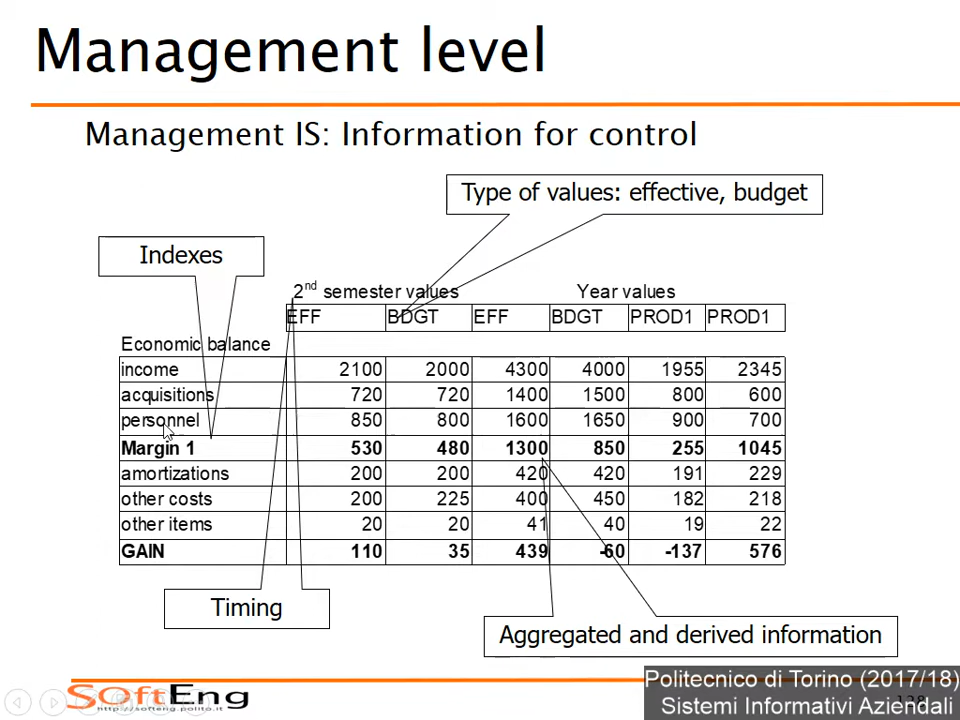 Management level
Management IS: Information for control
Type of values: effective, budget
Indexes
2nd semester values Year values
EFF BDGT EFF BDGT PROD1 PROD1
Economic balance
income 2100 2000 4300 4000 1955 2345
acquisitions 720 720 1400 1500 800 600
personnel 850 800 1600 1650 900 700
Margin 1 530 480 1300 850 255 1045
amortizations 200 200 420 420 191 229
other costs 200 225 400 450 182 218
other items 20 20 41 40 19 22
GAIN 110 35 439 -60 -137 576
Timing
Aggregated and derived information
SOftEng
http://softeng.polito.it
Politecnico di Torino (2017/18)
Sistemi Informativi Aziendali